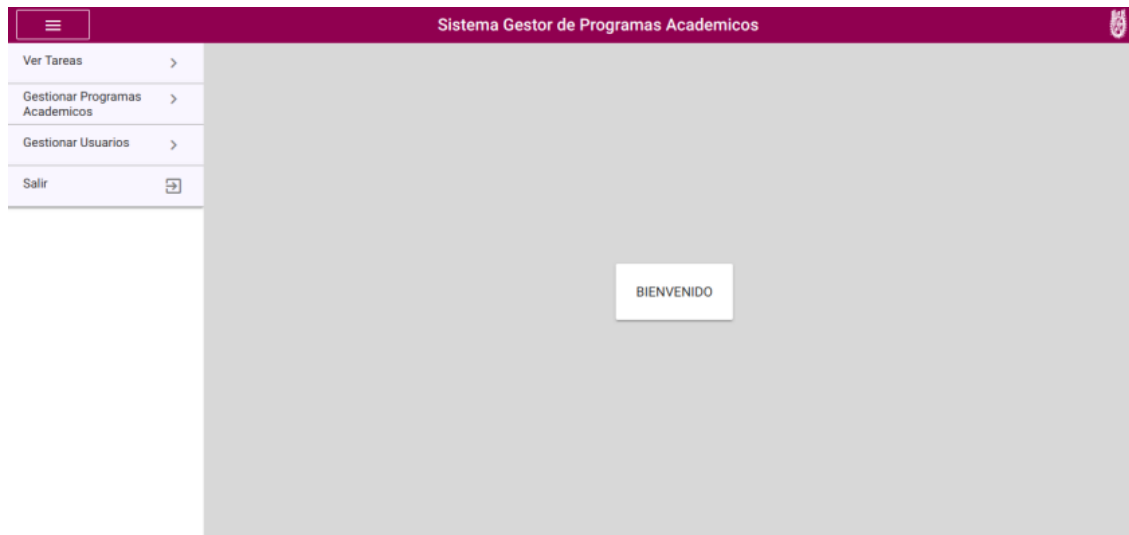 Sistema Gestor de Programas Academicos
Ver Tareas
Gestionar Programas
Academicos
Gestionar Usuarios
Salir
BIENVENIDO